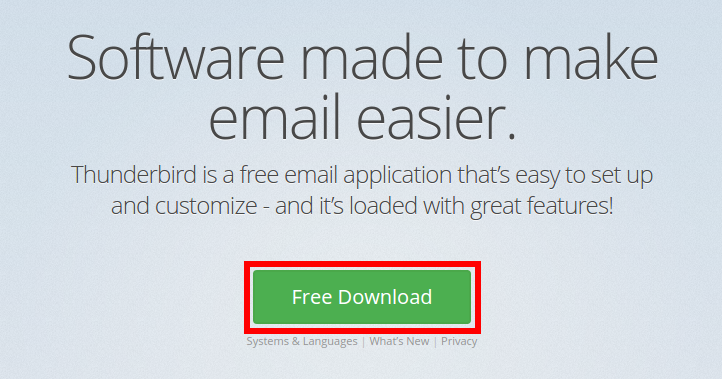 Software made to make
email easier.
Thunderbird is a free email application that’s easy to set up
and customize - and it’s loaded with great features!
Free Download
Systems & Languages | What’s New | Privacy